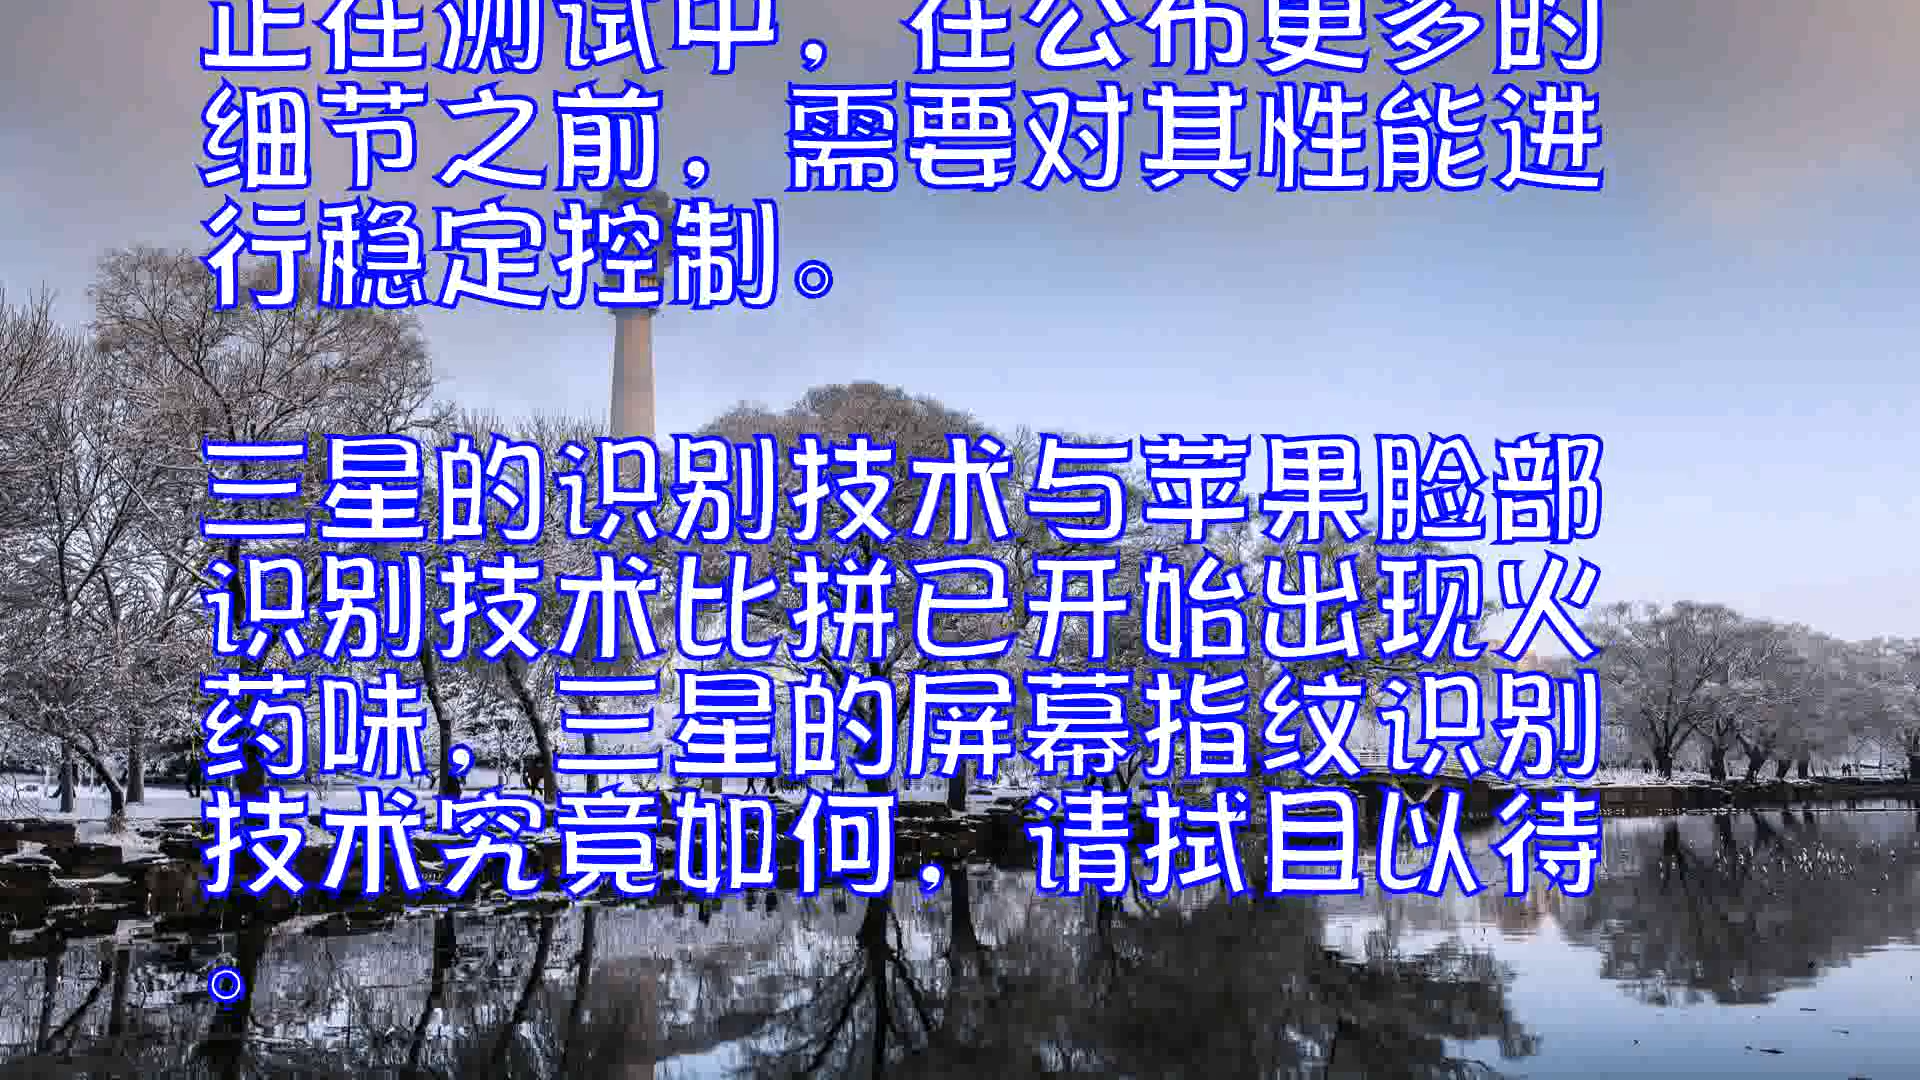 正在测试中，在公布更多的
细节之前，需要对其性能进
行稳定控制。
三星的识别技术与苹果脸部
识别技术比拼已开始出现火
药味，三星的屏幕指纹识别
技术究竟如何，请拭目以待
。